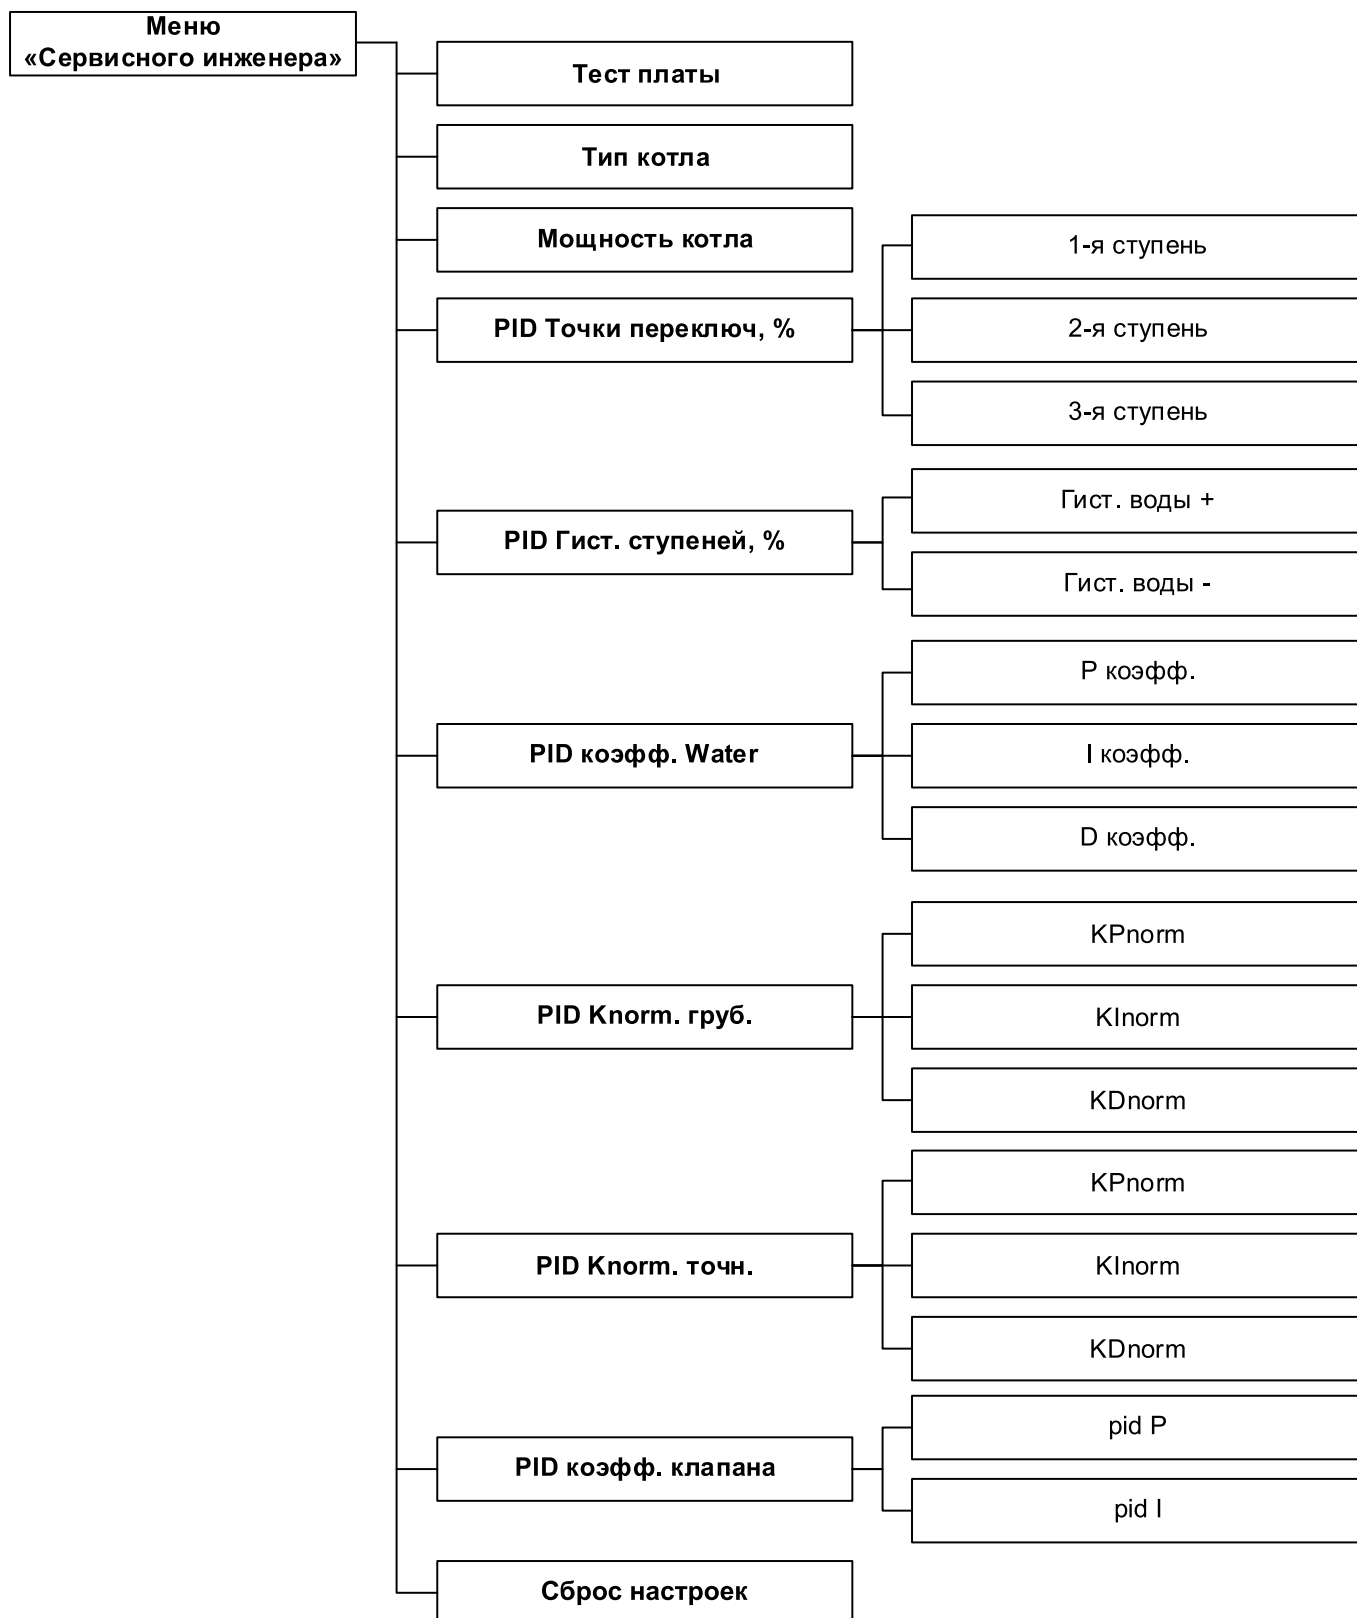 Меню
«Сервисного инженера»
Тест платы
Тип котла
Мощность котла
PID Точки переключ, %
1-я ступень
2-я ступень
3-я ступень
PID Гист. ступеней, %
Гист. воды +
Гист. воды -
PID коэфф. Water
P коэфф.
I коэфф.
D коэфф.
PID Knorm. груб.
KPnorm
KInorm
KDnorm
PID Knorm. точн.
KPnorm
KInorm
KDnorm
PID коэфф. клапана
pid P
pid I
Сброс настроек